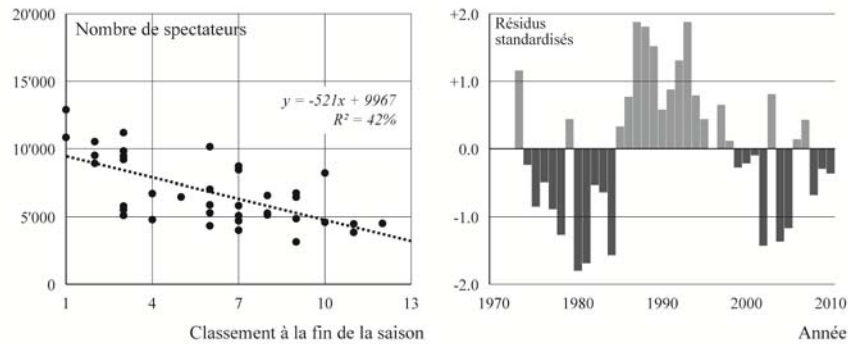 20'000
Nombre de spectateurs
15'000
y = -521x + 9967
R² = 42%
10'000
5'000
0
1 4 7 10 13
Classement à la fin de la saison
+2.0
Résidus
standardisés
+1.0
0.0
-1.0
-2.0
1970 1980 1990 2000 2010
Année